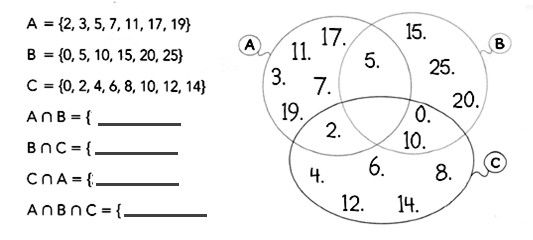 A = {2, 3, 5, 7, 11, 17, 19}
B = {0, 5, 10, 15, 20, 25}
C = {0, 2, 4, 6, 8, 10, 12, 14}
A ∩ B = {
B ∩ C = {
C ∩ A = {
A ∩ B ∩ C = {
A
B
C
17.
11.
3.
7.
19.
5.
15.
25.
20.
0.
10.
2.
4.
6.
8.
12.
14.